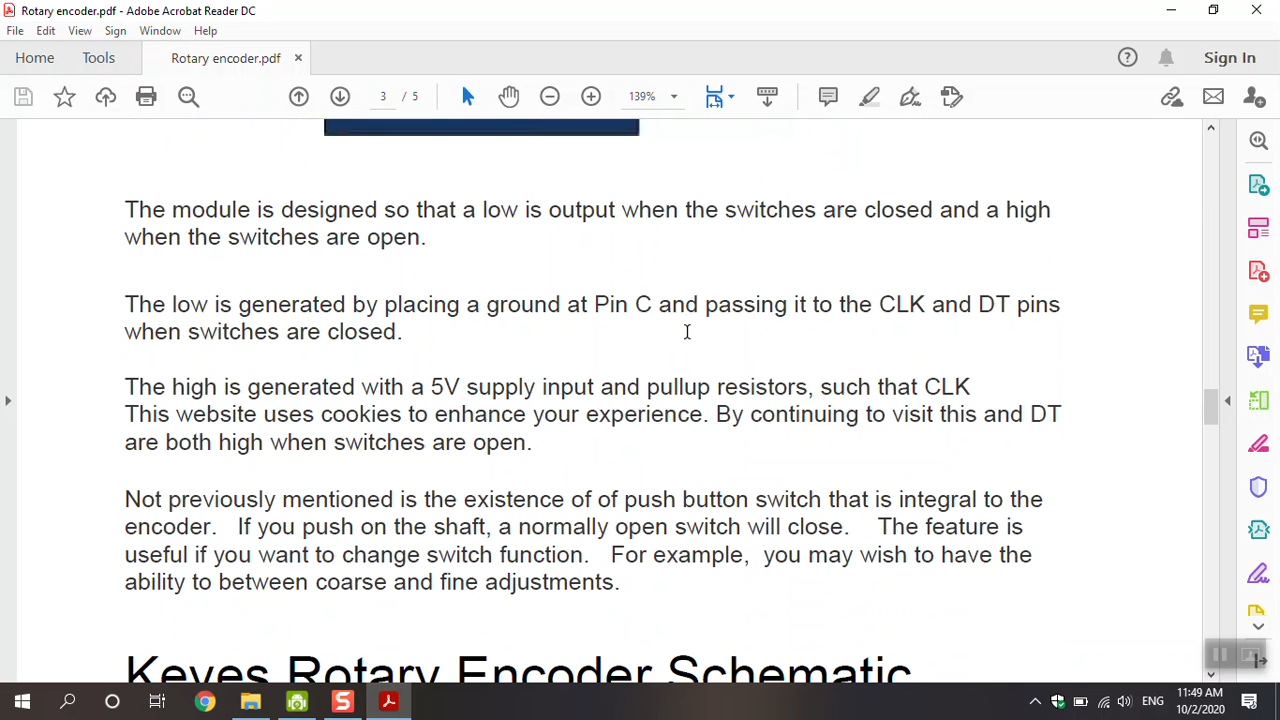 Rotary encoder.pdf - Adobe Acrobat Reader DC
File Edit View Sign Window Help
Home Tools Rotary encoder.pdf × Sign In
3 / 5 139%
The module is designed so that a low is output when the switches are closed and a high
when the switches are open.
The low is generated by placing a ground at Pin C and passing it to the CLK and DT pins
when switches are closed.
The high is generated with a 5V supply input and pullup resistors, such that CLK
This website uses cookies to enhance your experience. By continuing to visit this and DT
are both high when switches are open.
Not previously mentioned is the existence of of push button switch that is integral to the
encoder. If you push on the shaft, a normally open switch will close. The feature is
useful if you want to change switch function. For example, you may wish to have the
ability to between coarse and fine adjustments.
Keyes Rotary Encoder Schematic
ENG 11:49 AM
10/2/2020